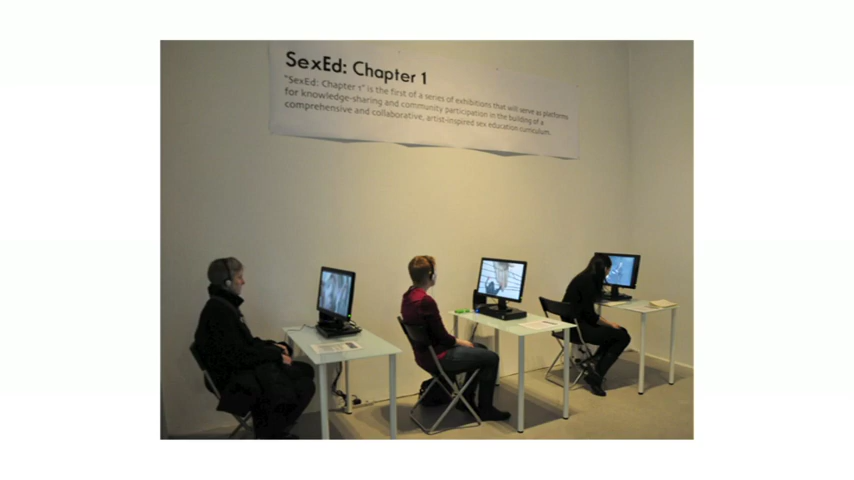 SexEd: Chapter 1
"SexEd: Chapter 1" is the first of a series of exhibitions that will serve as platforms
for knowledge-sharing and community participation in the building of a
comprehensive and collaborative, artist-inspired sex education curriculum.